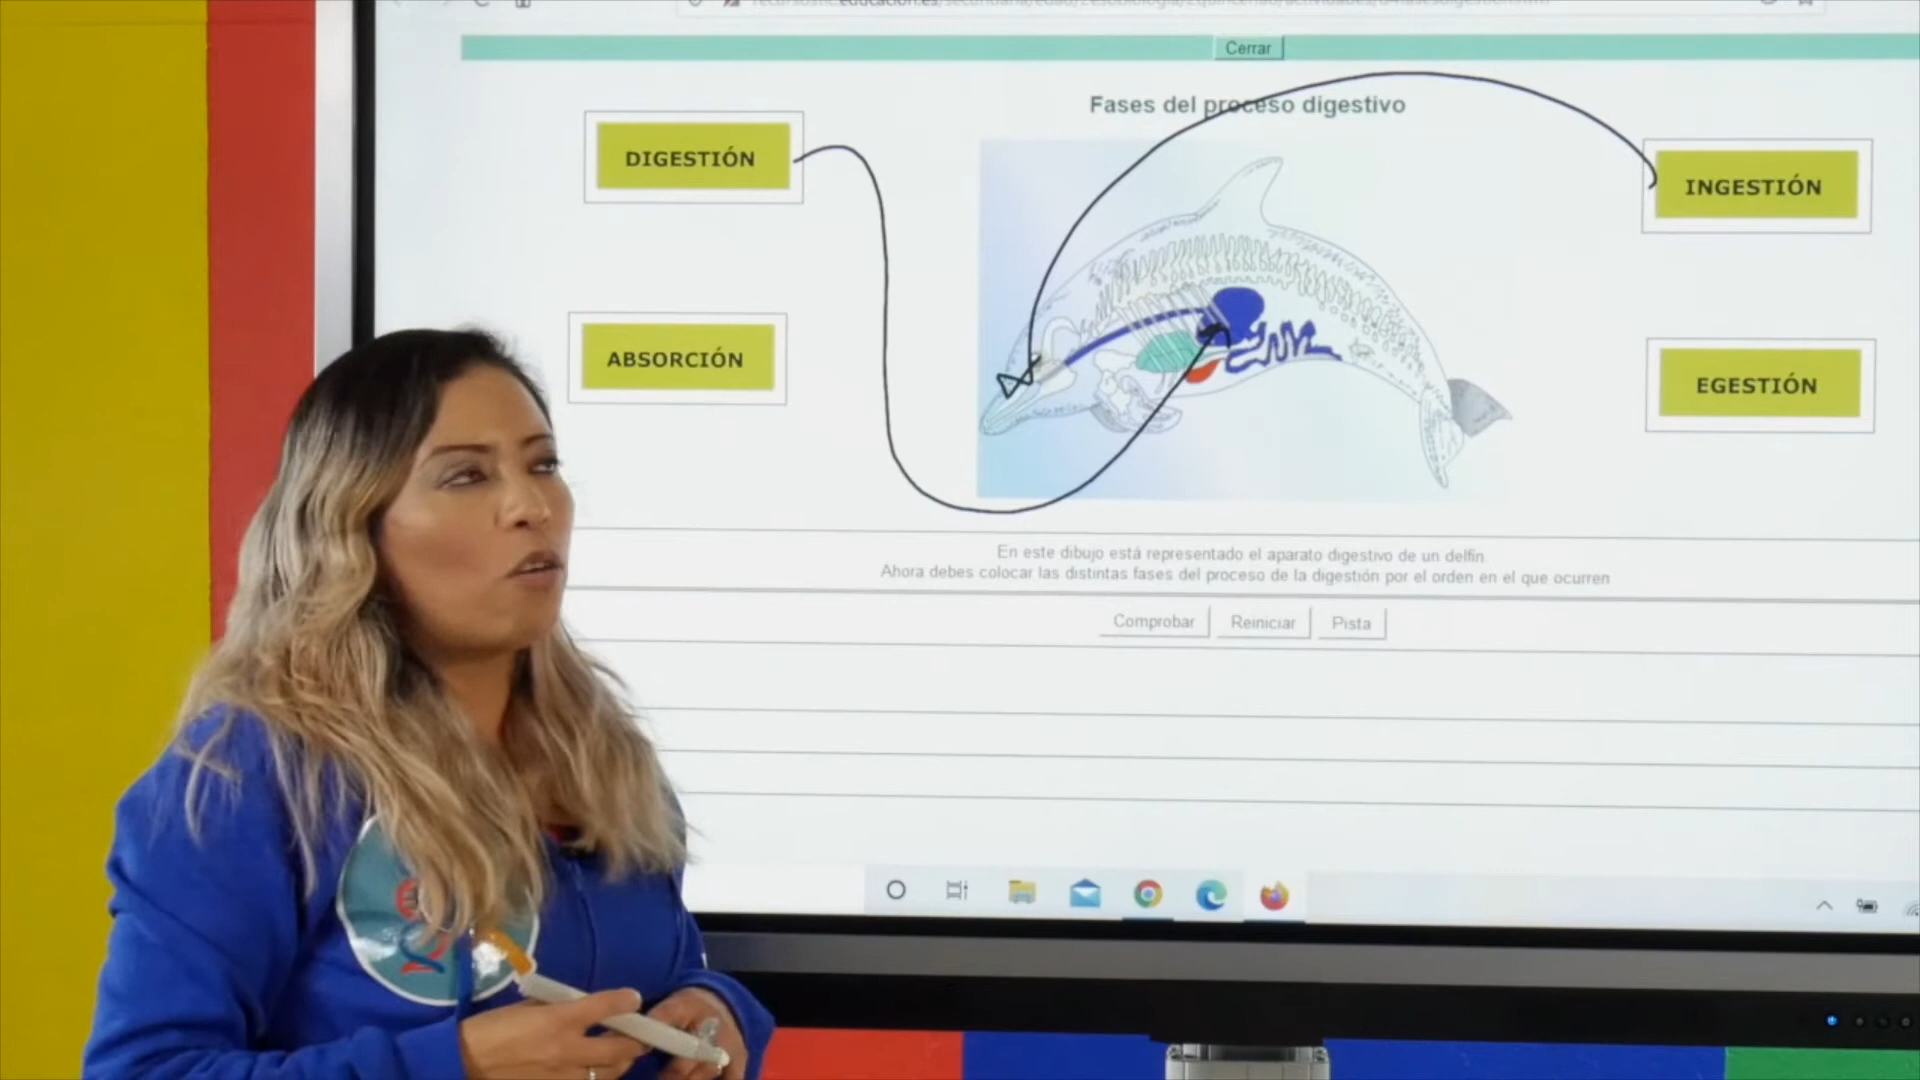 Cerrar
Fases del proceso digestivo
DIGESTIÓN
INGESTIÓN
ABSORCIÓN
EGESTIÓN
En este dibujo está representado el aparato digestivo de un delfín.
Ahora debes colocar las distintas fases del proceso de la digestión por el orden en el que ocurren
Comprobar Reiniciar Pista